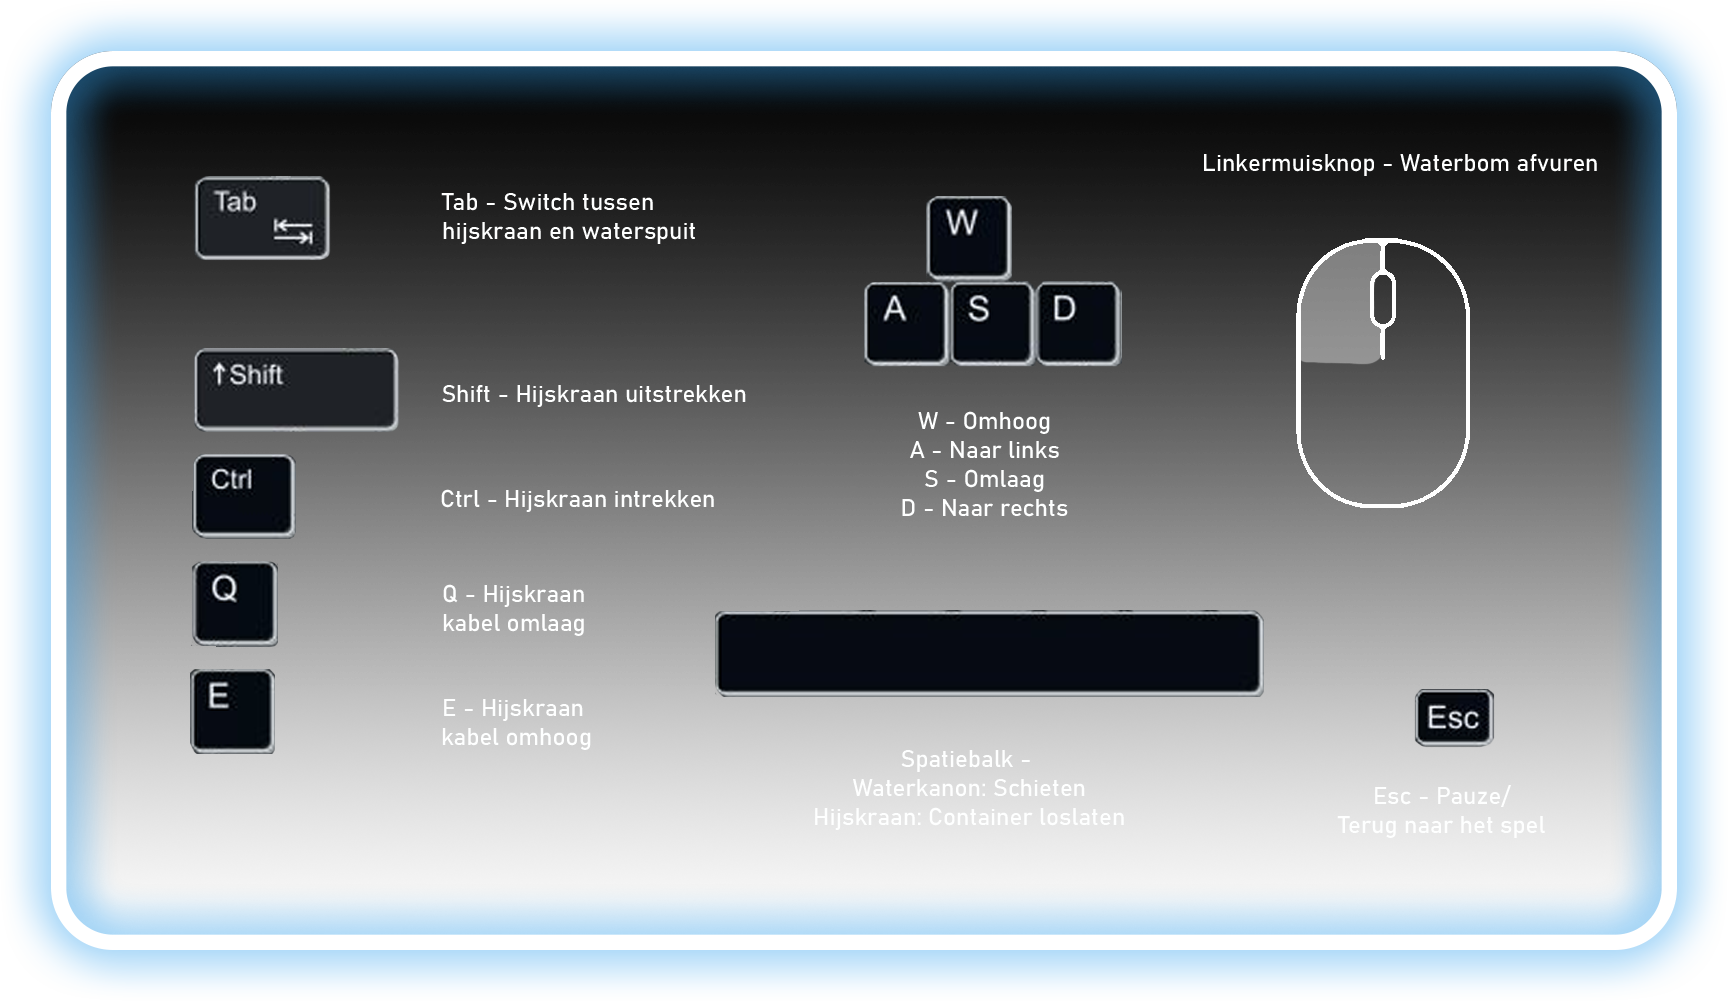 Tab
Tab - Switch tussen
hijskraan en waterspuit
↑Shift
Shift - Hijskraan uitstrekken
Ctrl
Ctrl - Hijskraan intrekken
Q
Q - Hijskraan
kabel omlaag
E
E - Hijskraan
kabel omhoog
W
A S D
W - Omhoog
A - Naar links
S - Omlaag
D - Naar rechts
Spatiebalk -
Waterkanon: Schieten
Hijskraan: Container loslaten
Linkermuisknop - Waterbom afvuren
Esc
Esc - Pauze/
Terug naar het spel